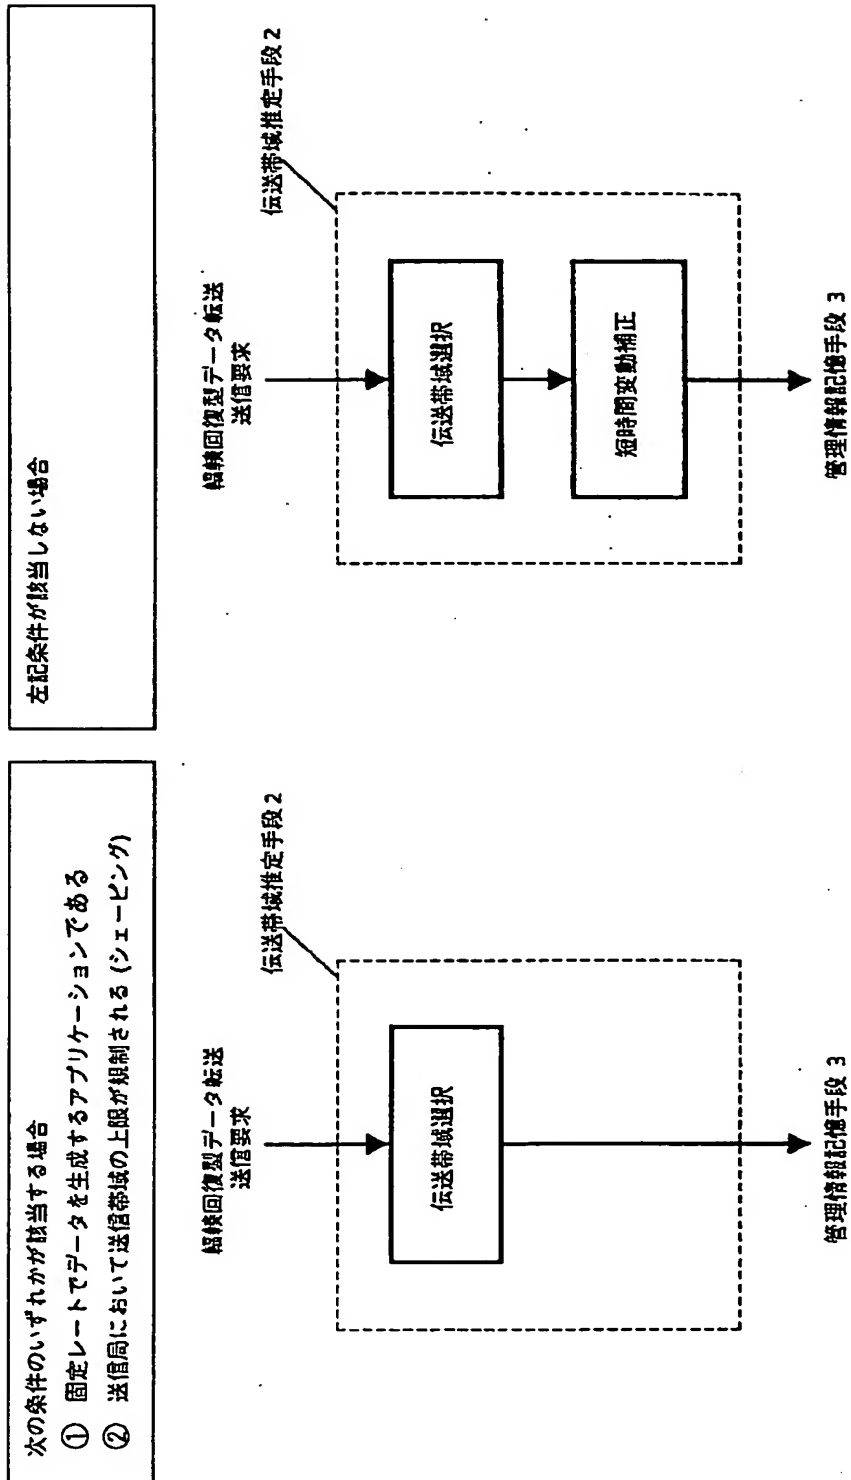 次の条件のいずれかが該当する場合
① 固定レートでデータを生成するアプリケーションである
② 送信局において送信帯域の上限が規制される (シェーピング)
輻輳回復型データ転送
送信要求
伝送帯域推定手段2
伝送帯域選択
管理情報記憶手段 3
左記条件が該当しない場合
輻輳回復型データ転送
送信要求
伝送帯域推定手段2
伝送帯域選択
短時間変動補正
管理情報記憶手段 3